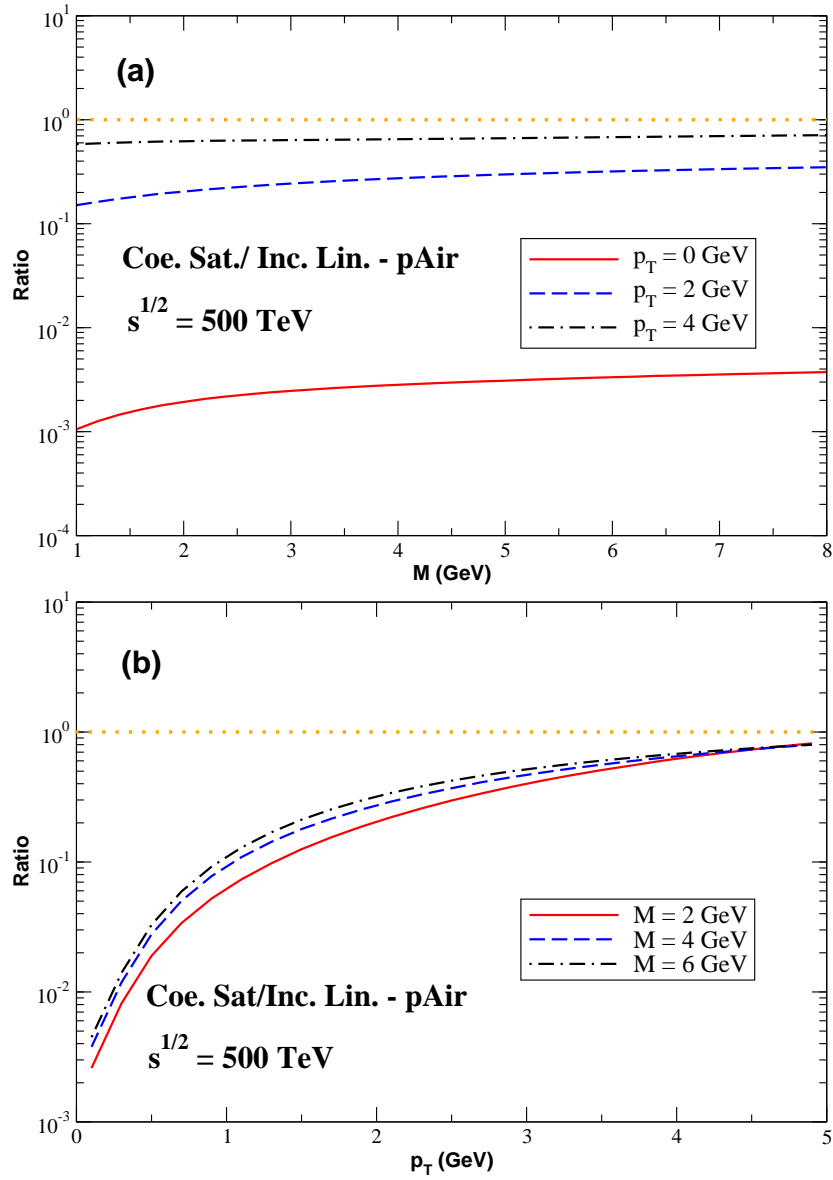 10^1
(a)
10^0
10^-1
Ratio
Coe. Sat./ Inc. Lin. - pAir
s^1/2 = 500 TeV
p_T = 0 GeV
p_T = 2 GeV
p_T = 4 GeV
10^-2
10^-3
10^-4
1 2 3 4 5 6 7 8
M (GeV)
10^1
(b)
10^0
10^-1
Ratio
M = 2 GeV
M = 4 GeV
M = 6 GeV
10^-2
Coe. Sat/Inc. Lin. - pAir
s^1/2 = 500 TeV
10^-3
0 1 2 3 4 5
p_T (GeV)